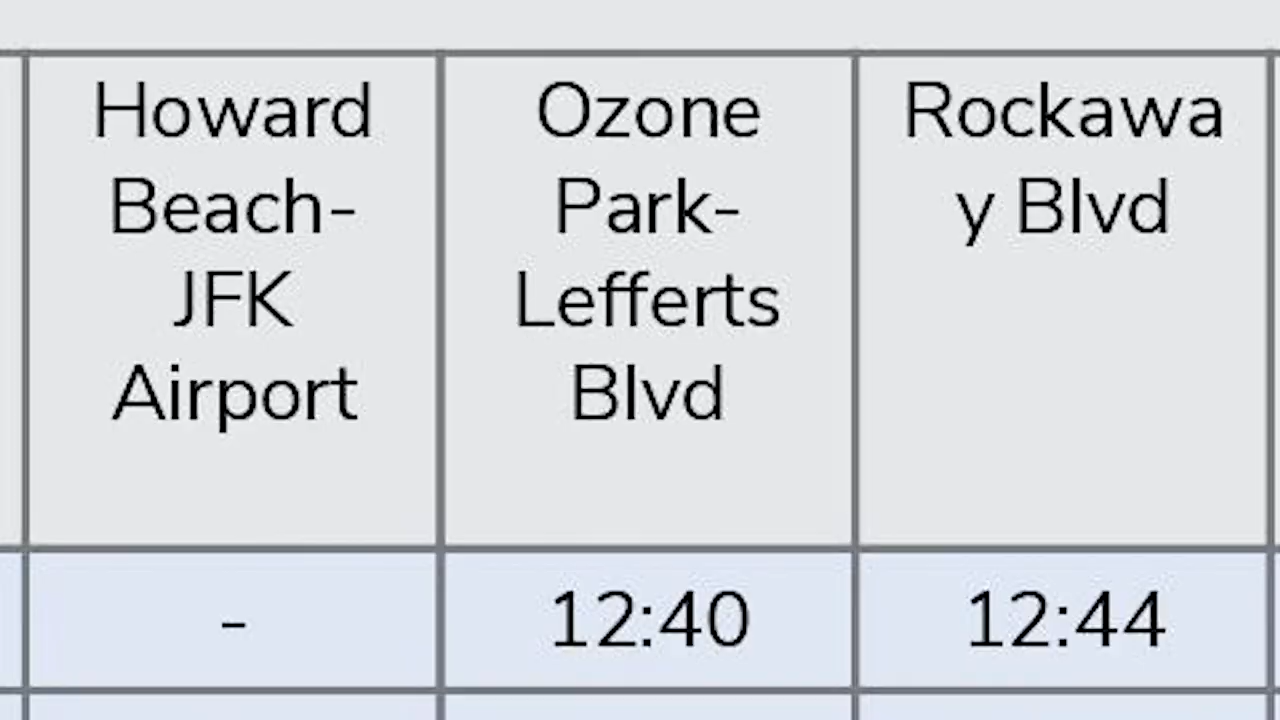 Howard
Beach-
JFK
Airport
Ozone
Park-
Lefferts
Blvd
Rockawa
y Blvd
-
12:40
12:44